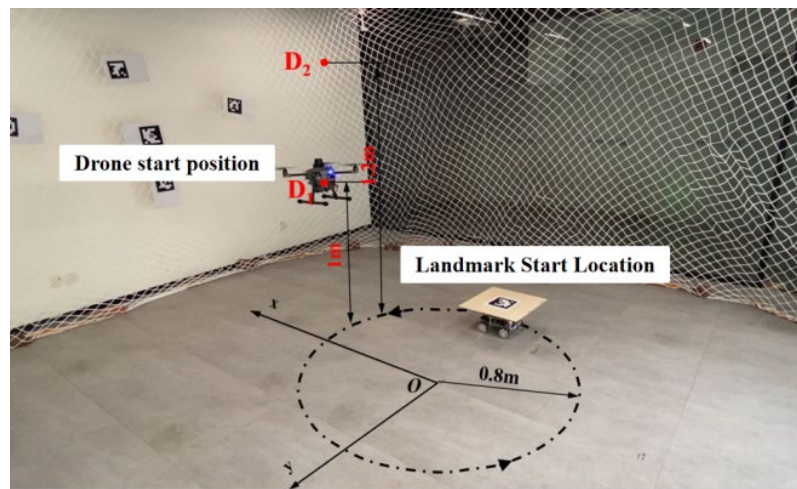 D₂
1.2m
Drone start position
D₁
1m
Landmark Start Location
x
0.8m
O
y